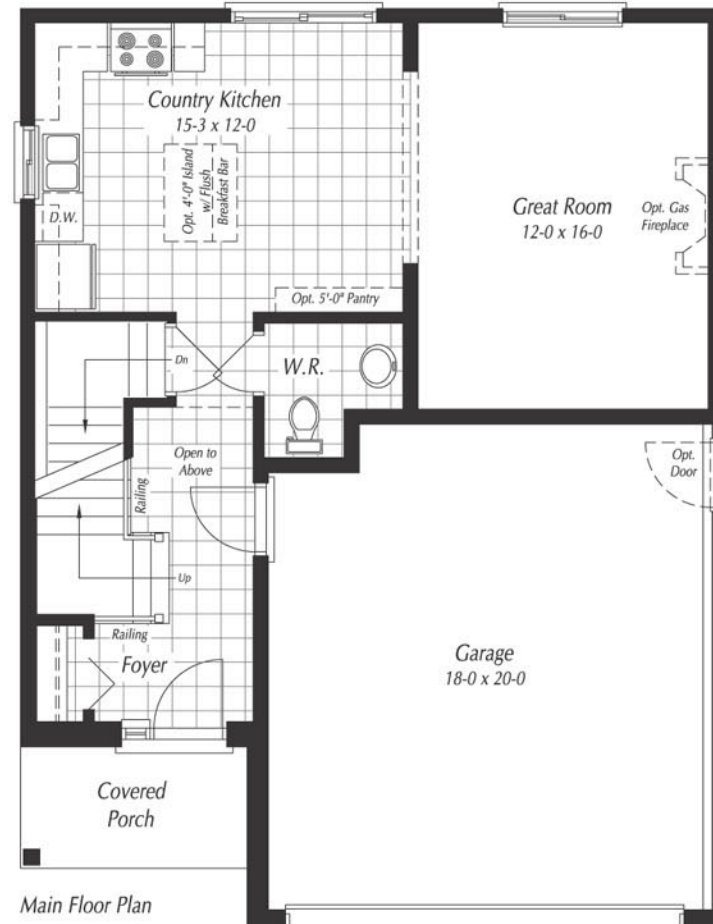 Country Kitchen
15-3 x 12-0
Opt. 4'-0" Island
w/ Flush
Breakfast Bar
D.W.
Great Room
12-0 x 16-0
Opt. Gas
Fireplace
Opt. 5'-0" Pantry
Dn
W.R.
Open to
Above
Railing
Opt.
Door
Up
Railing
Foyer
Garage
18-0 x 20-0
Covered
Porch
Main Floor Plan